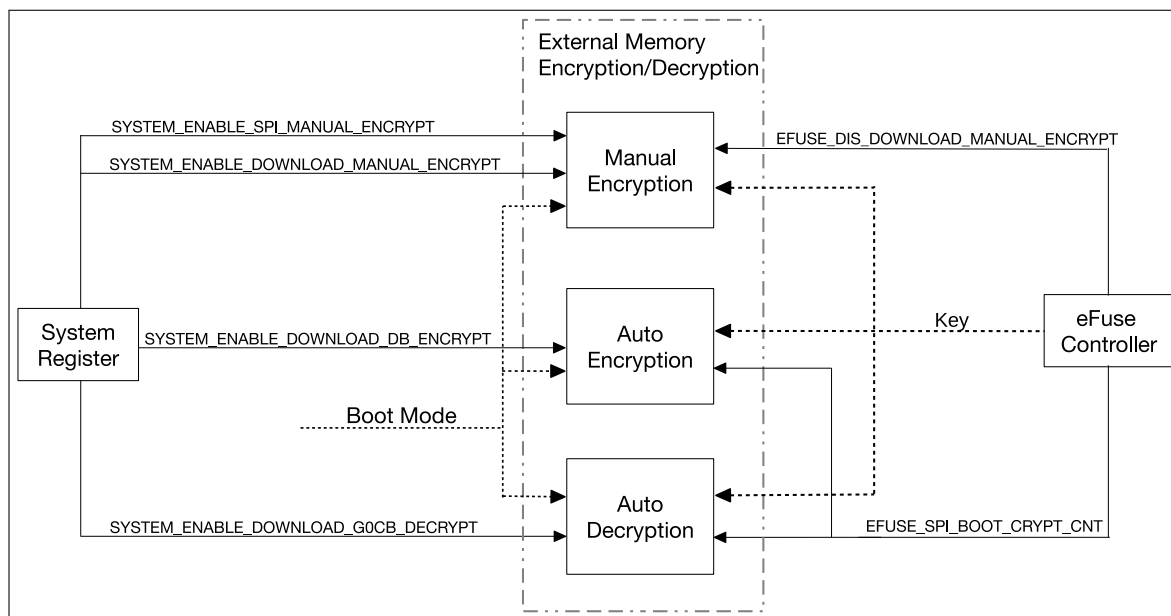 External Memory
Encryption/Decryption
SYSTEM_ENABLE_SPI_MANUAL_ENCRYPT
EFUSE_DIS_DOWNLOAD_MANUAL_ENCRYPT
SYSTEM_ENABLE_DOWNLOAD_MANUAL_ENCRYPT
Manual
Encryption
System
Register
SYSTEM_ENABLE_DOWNLOAD_DB_ENCRYPT
Auto
Encryption
Key
eFuse
Controller
Boot Mode
Auto
Decryption
SYSTEM_ENABLE_DOWNLOAD_G0CB_DECRYPT
EFUSE_SPI_BOOT_CRYPT_CNT